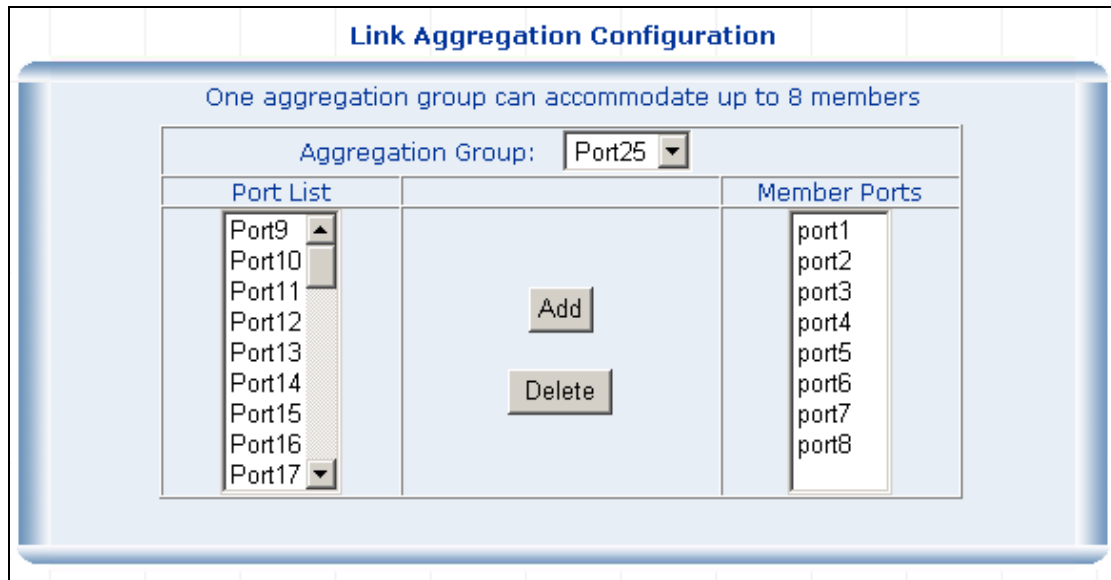 Link Aggregation Configuration
One aggregation group can accommodate up to 8 members
Aggregation Group: Port25
Port List Member Ports
Port9
Port10
Port11
Port12
Port13
Port14
Port15
Port16
Port17
Add
Delete
port1
port2
port3
port4
port5
port6
port7
port8